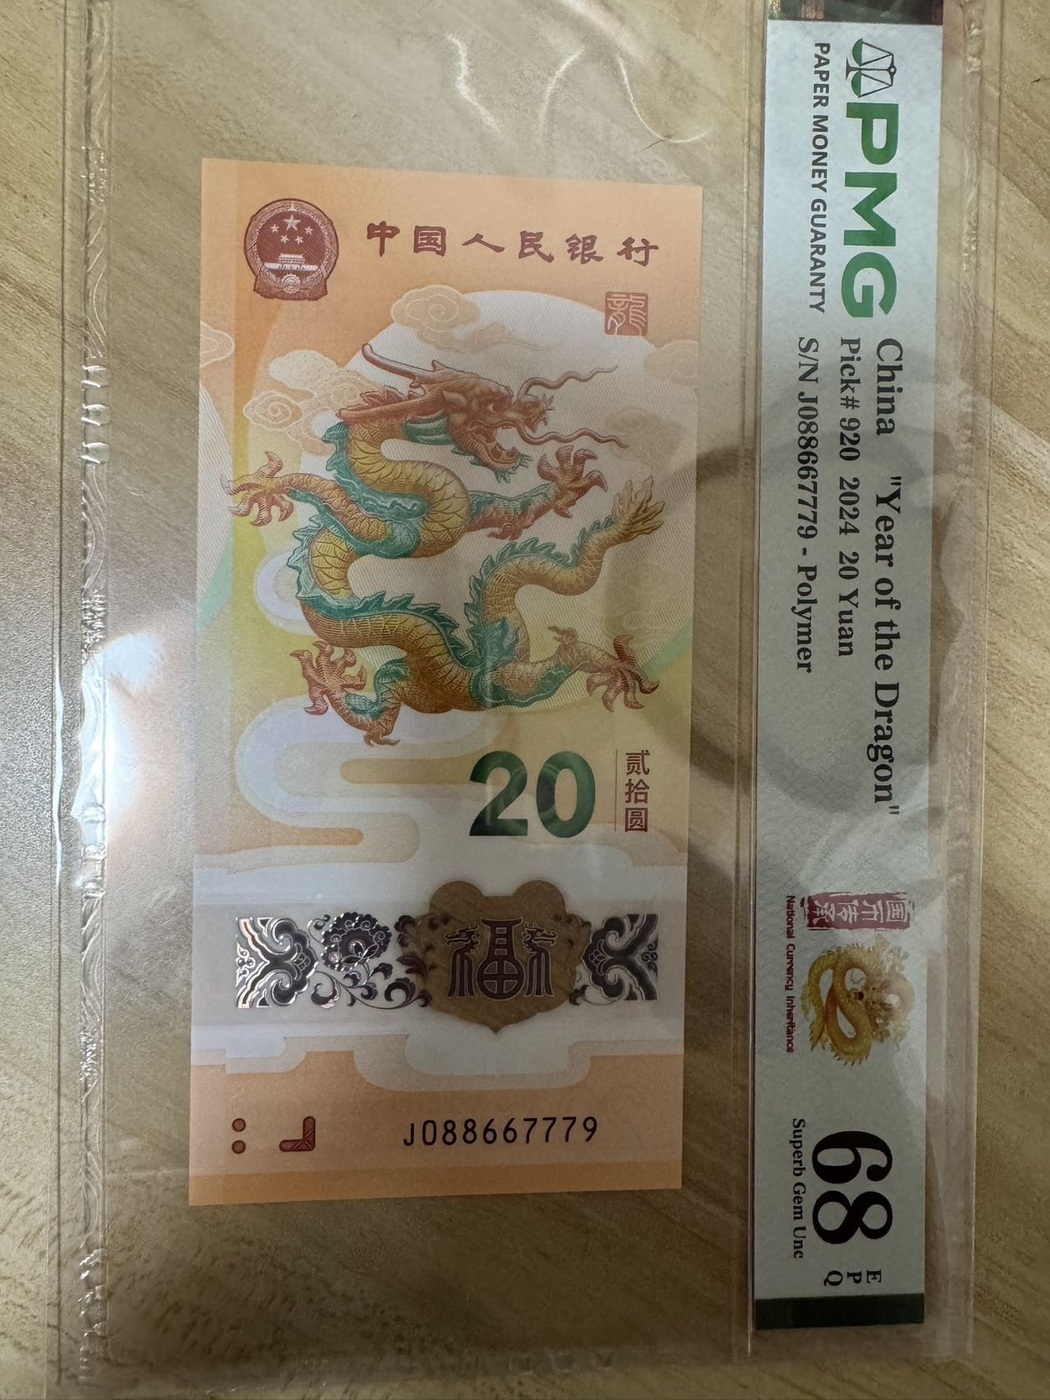 中国人民银行
龍
20
贰拾圆
福
J088667779
PMG
PAPER MONEY GUARANTY
China "Year of the Dragon"
Pick# 920 2024 20 Yuan
S/N J088667779 - Polymer
National Currency Inheritance
68
EPQ
Superb Gem Unc